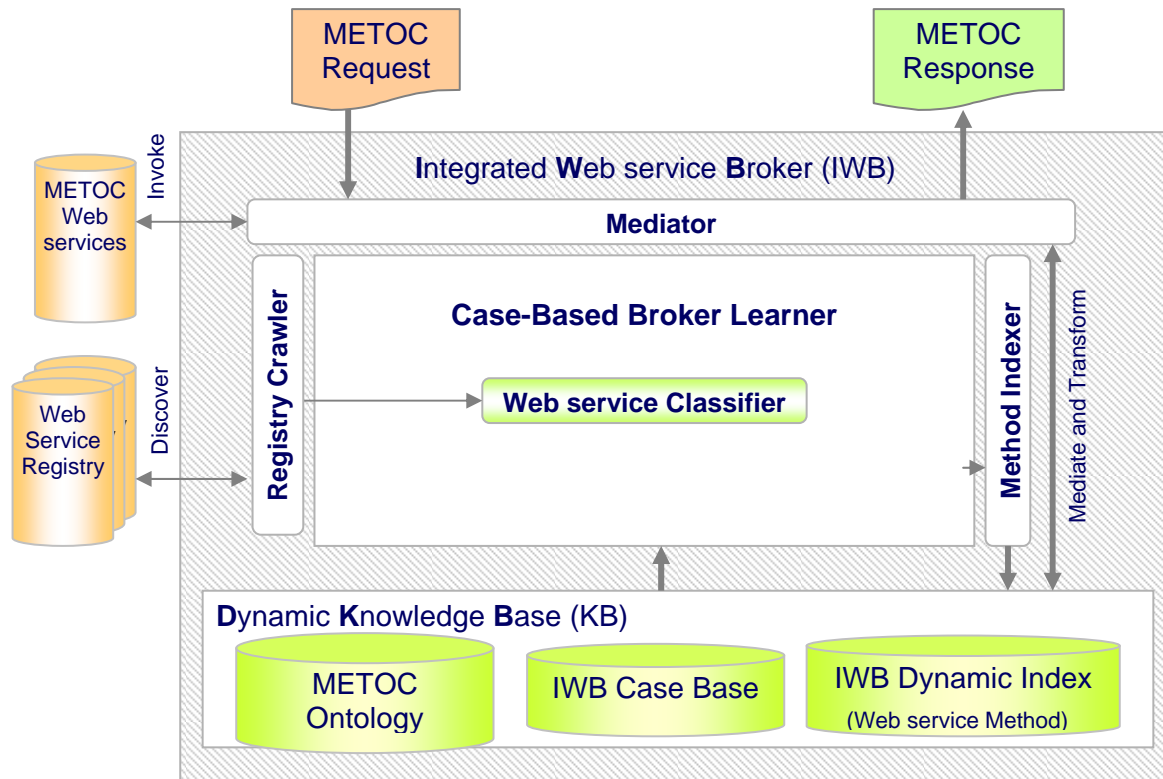 METOC
Request
METOC
Response
Integrated Web service Broker (IWB)
Invoke
METOC
Web
services
Mediator
Registry Crawler
Case-Based Broker Learner
Web service Classifier
Method Indexer
Mediate and Transform
Discover
Web
Service
Registry
Dynamic Knowledge Base (KB)
METOC
Ontology
IWB Case Base
IWB Dynamic Index
(Web service Method)